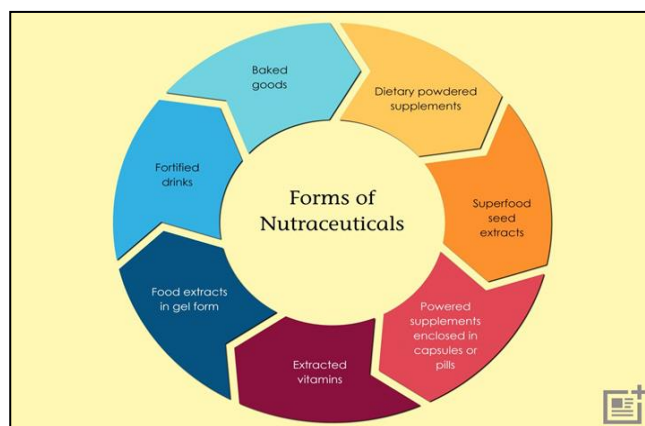 Forms of
Nutraceuticals
Baked
goods
Dietary powdered
supplements
Superfood
seed
extracts
Powered
supplements
enclosed in
capsules or
pills
Extracted
vitamins
Food extracts
in gel form
Fortified
drinks